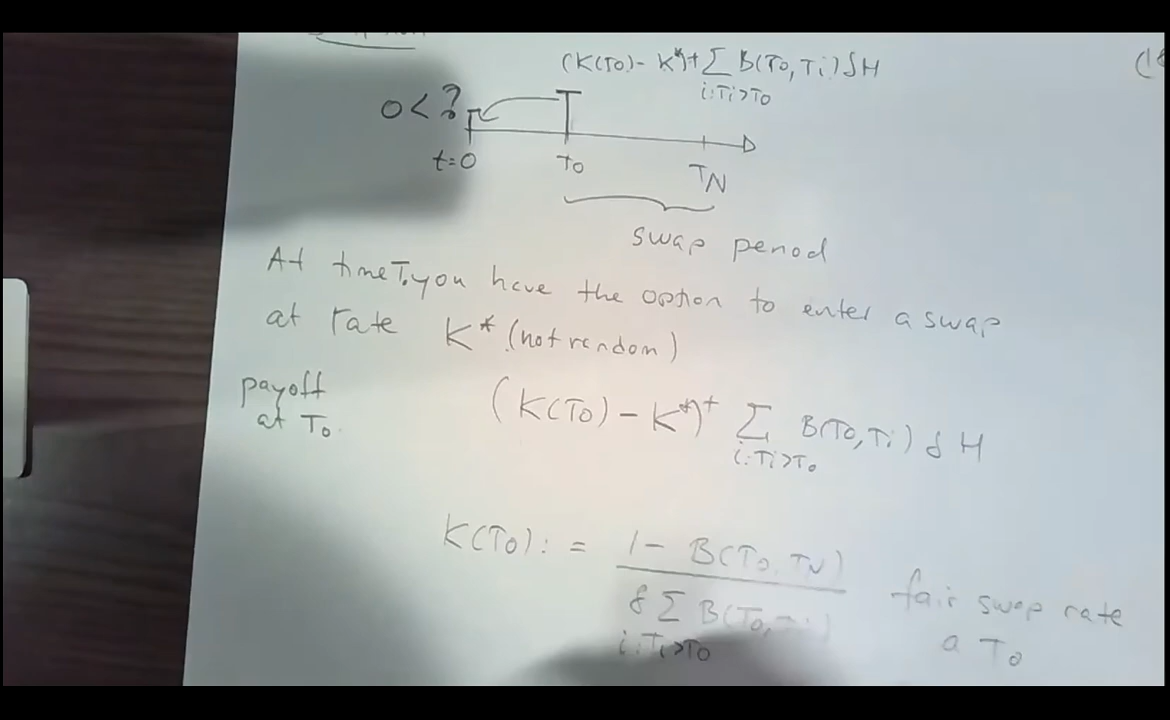 (K(T0) - K*)+ ∑ B(T0, Ti) δ H
i:Ti>T0
0 < ?
t=0 T0 TN
swap period
At time T0 you have the option to enter a swap
at rate K* (not random)
payoff
at T0.
(K(T0) - K*)+ ∑ B(T0, Ti) δ H
i:Ti>T0
K(T0) := 1 - B(T0, TN)
δ ∑ B(T0, Ti)
i:Ti>T0
fair swap rate
a T0